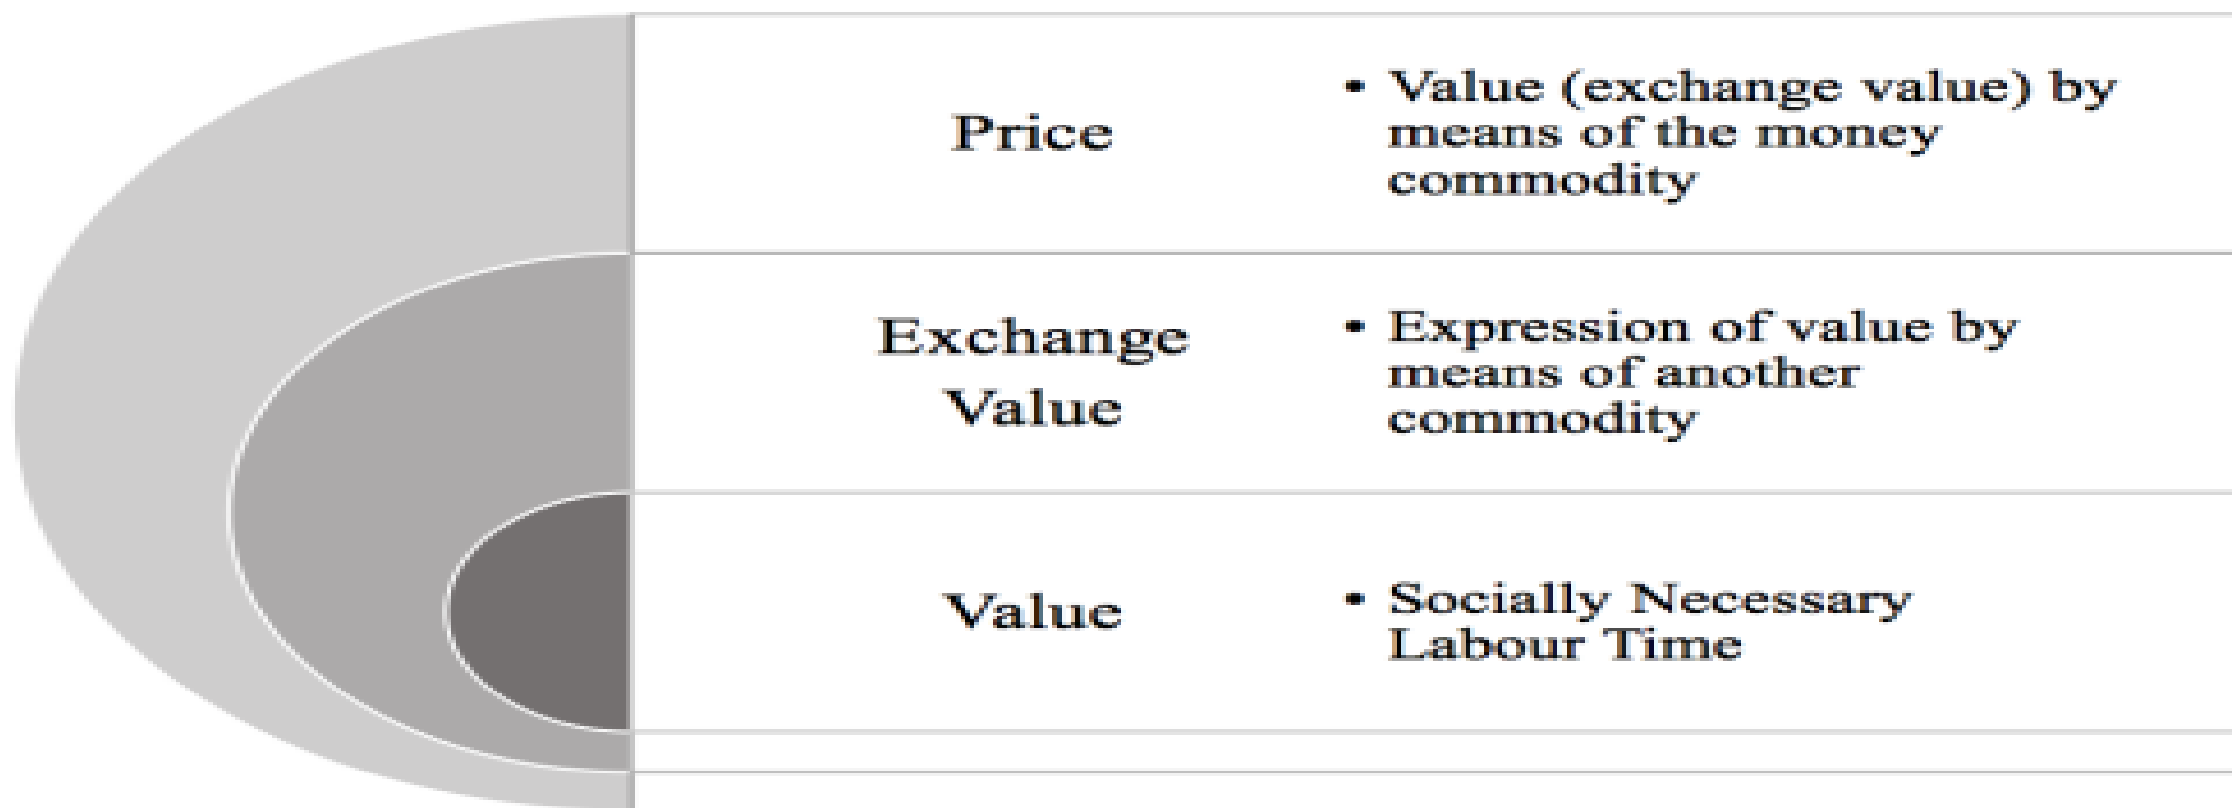 Price
• Value (exchange value) by
means of the money
commodity
Exchange
Value
• Expression of value by
means of another
commodity
Value
• Socially Necessary
Labour Time